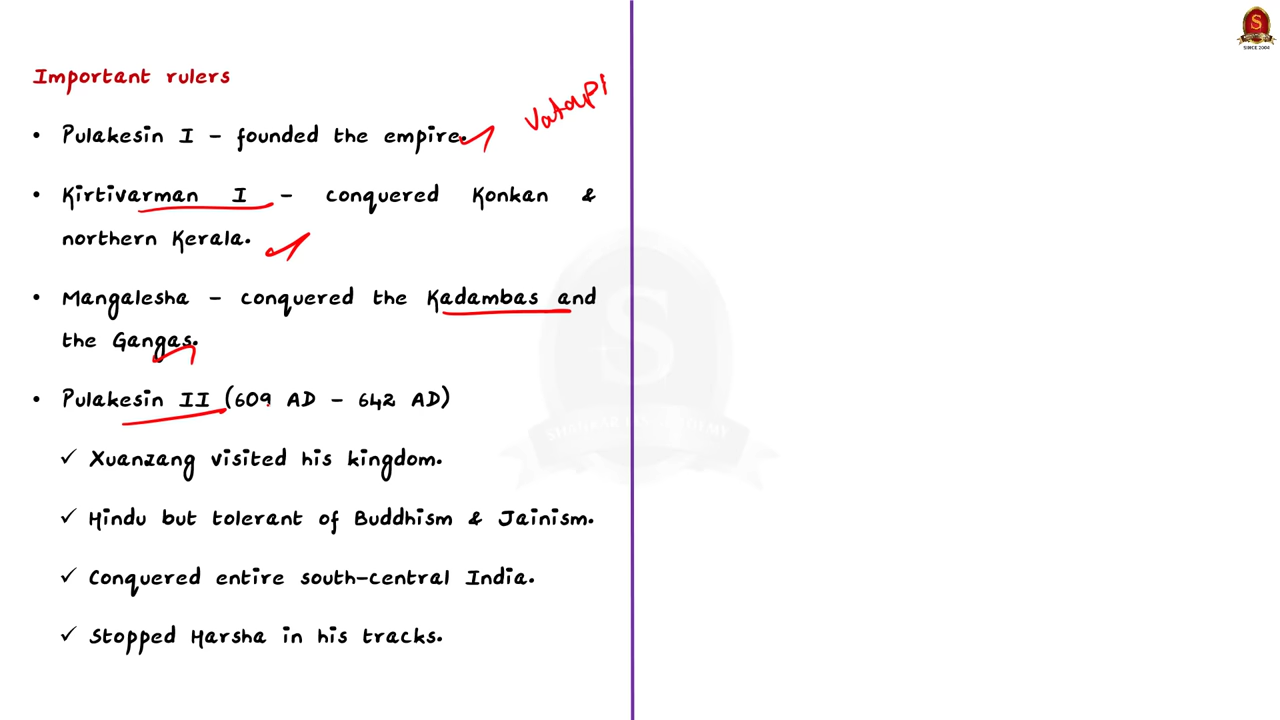 Important rulers
Vatapi
• Pulakesin I – founded the empire.
• Kirtivarman I – conquered Konkan &
northern Kerala.
• Mangalesha – conquered the Kadambas and
the Gangas.
• Pulakesin II (609 AD – 642 AD)
✓ Xuanzang visited his kingdom.
✓ Hindu but tolerant of Buddhism & Jainism.
✓ Conquered entire south-central India.
✓ Stopped Harsha in his tracks.
S
SINCE 2004
S